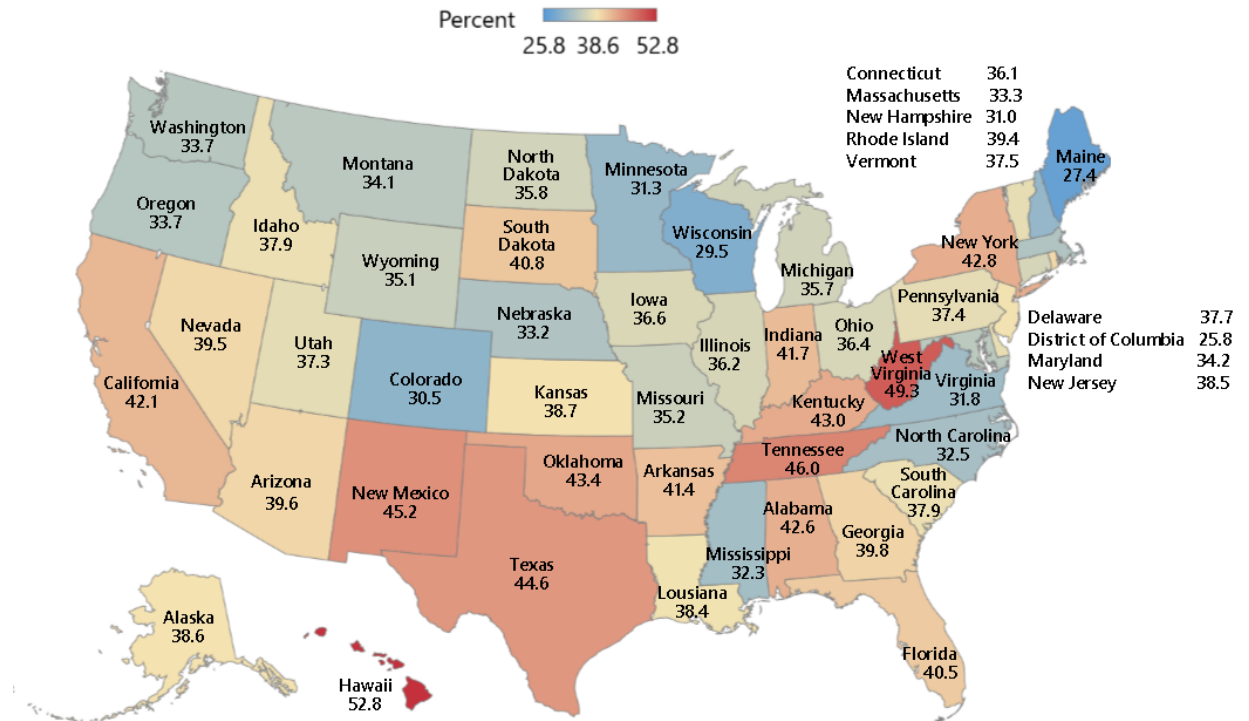 Percent
25.8 38.6 52.8
Connecticut 36.1
Massachusetts 33.3
New Hampshire 31.0
Rhode Island 39.4
Vermont 37.5
Washington
33.7
Montana
34.1
North
Dakota
35.8
Minnesota
31.3
Maine
27.4
Oregon
33.7
Idaho
37.9
South
Dakota
40.8
Wisconsin
29.5
New York
42.8
Wyoming
35.1
Michigan
35.7
Iowa
36.6
Pennsylvania
37.4
Delaware 37.7
District of Columbia 25.8
Maryland 34.2
New Jersey 38.5
Nebraska
33.2
Nevada
39.5
Utah
37.3
Illinois
36.2
Indiana
41.7
Ohio
36.4
West
Virginia
49.3
Virginia
31.8
California
42.1
Colorado
30.5
Kansas
38.7
Missouri
35.2
Kentucky
43.0
North Carolina
32.5
Tennessee
46.0
Oklahoma
43.4
Arkansas
41.4
South
Carolina
37.9
Arizona
39.6
New Mexico
45.2
Alabama
42.6
Georgia
39.8
Mississippi
32.3
Texas
44.6
Lousiana
38.4
Alaska
38.6
Florida
40.5
Hawaii
52.8